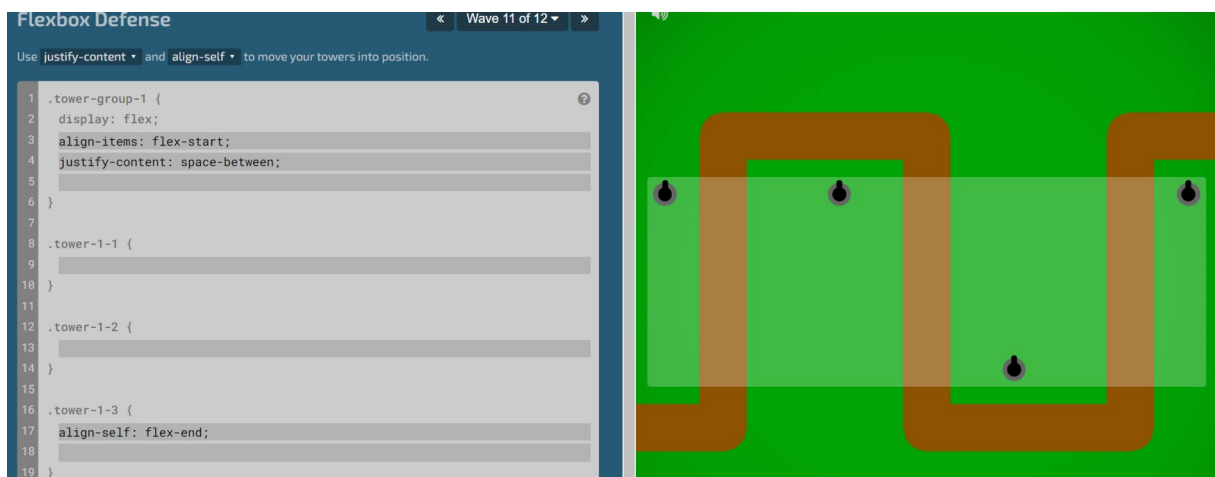 Flexbox Defense
« Wave 11 of 12 ▾ »
Use justify-content ▾ and align-self ▾ to move your towers into position.
1 .tower-group-1 { ?
2 display: flex;
3 align-items: flex-start;
4 justify-content: space-between;
5
6 }
7
8 .tower-1-1 {
9
10 }
11
12 .tower-1-2 {
13
14 }
15
16 .tower-1-3 {
17 align-self: flex-end;
18
19 }